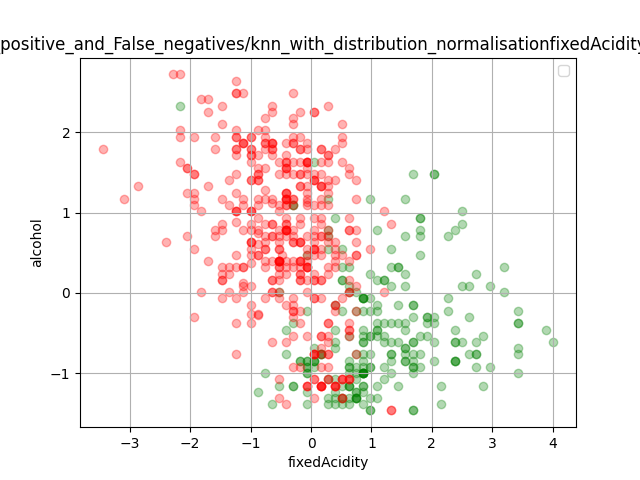 positive_and_False_negatives/knn_with_distribution_normalisationfixedAcidity
2
1
0
−1
alcohol
−3 −2 −1 0 1 2 3 4
fixedAcidity